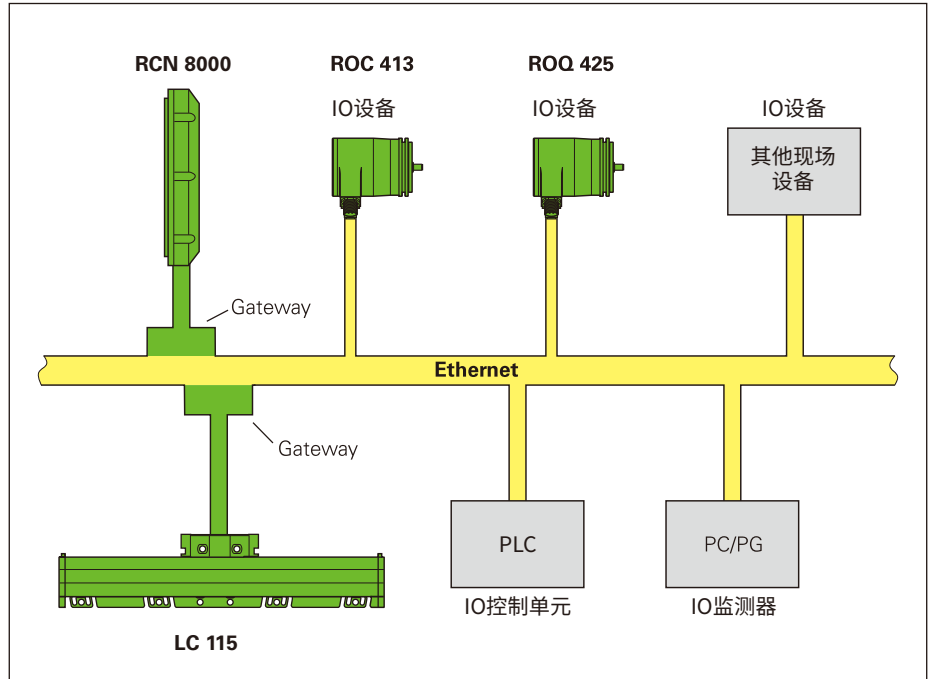 RCN 8000
ROC 413
ROQ 425
IO设备
IO设备
IO设备
其他现场
设备
Gateway
Ethernet
Gateway
PLC
PC/PG
IO控制单元
IO监测器
LC 115